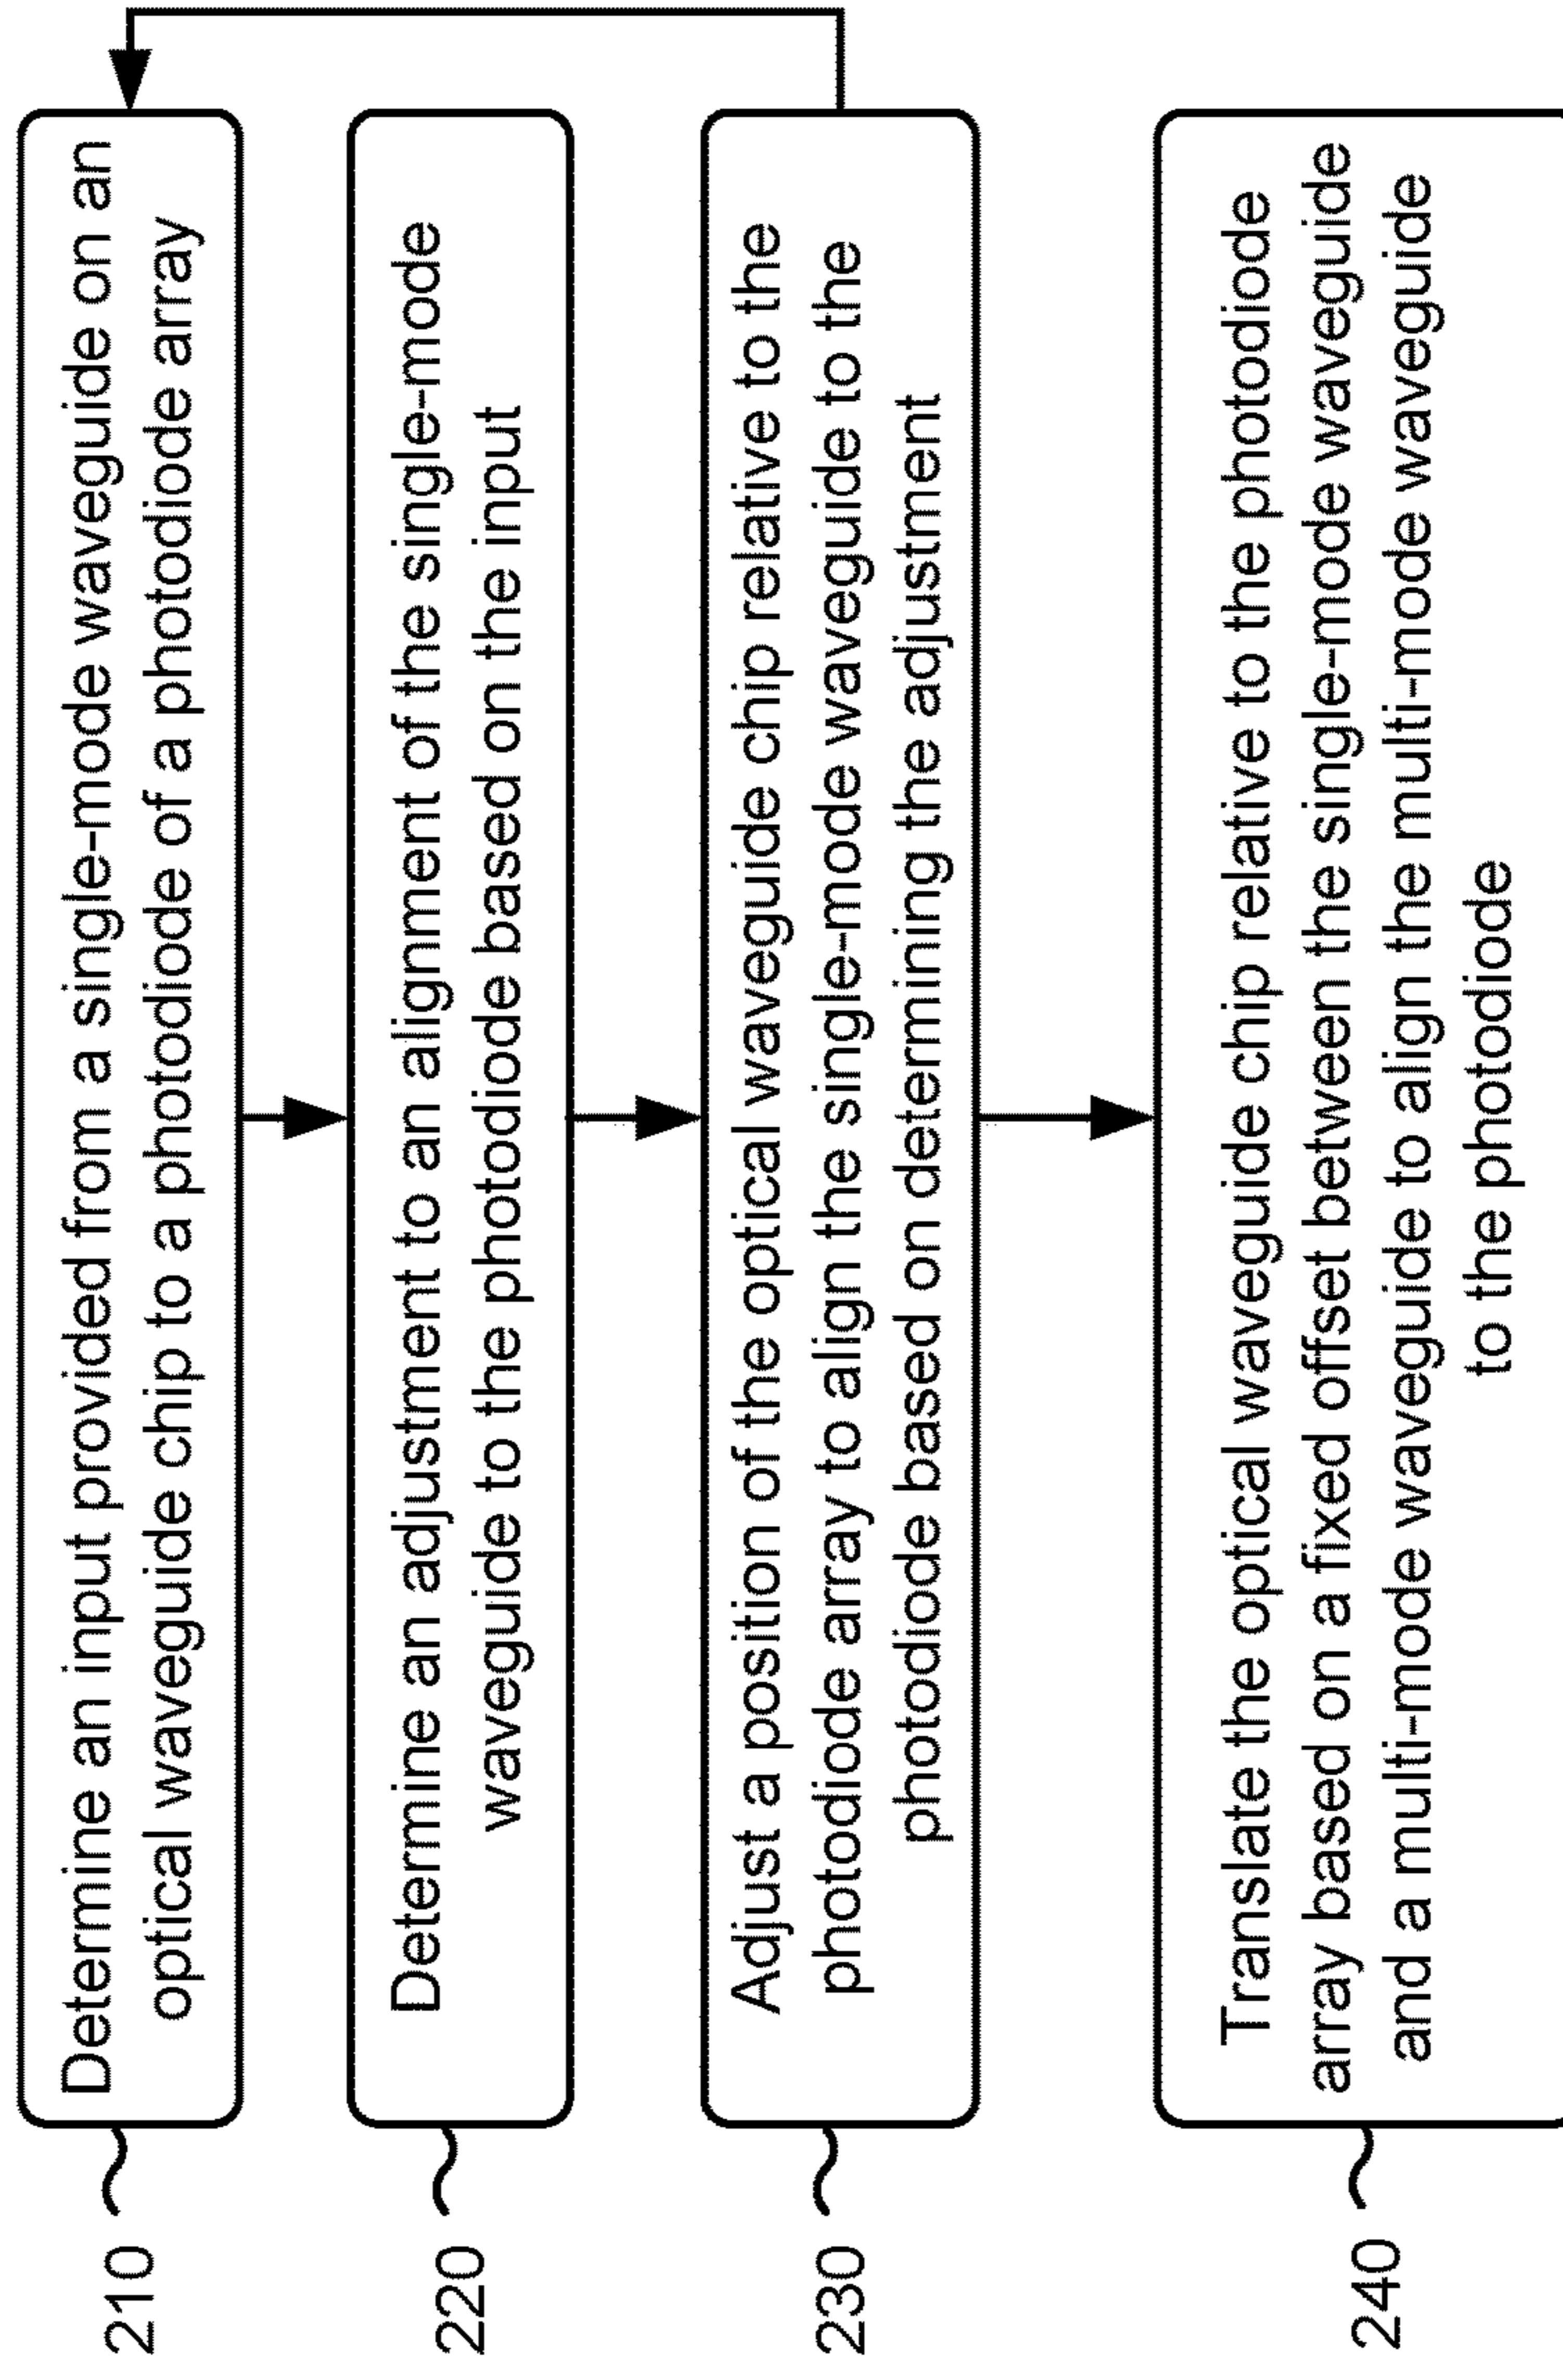 210
Determine an input provided from a single-mode waveguide on an
optical waveguide chip to a photodiode of a photodiode array
220
Determine an adjustment to an alignment of the single-mode
waveguide to the photodiode based on the input
230
Adjust a position of the optical waveguide chip relative to the
photodiode array to align the single-mode waveguide to the
photodiode based on determining the adjustment
240
Translate the optical waveguide chip relative to the photodiode
array based on a fixed offset between the single-mode waveguide
and a multi-mode waveguide to align the multi-mode waveguide
to the photodiode